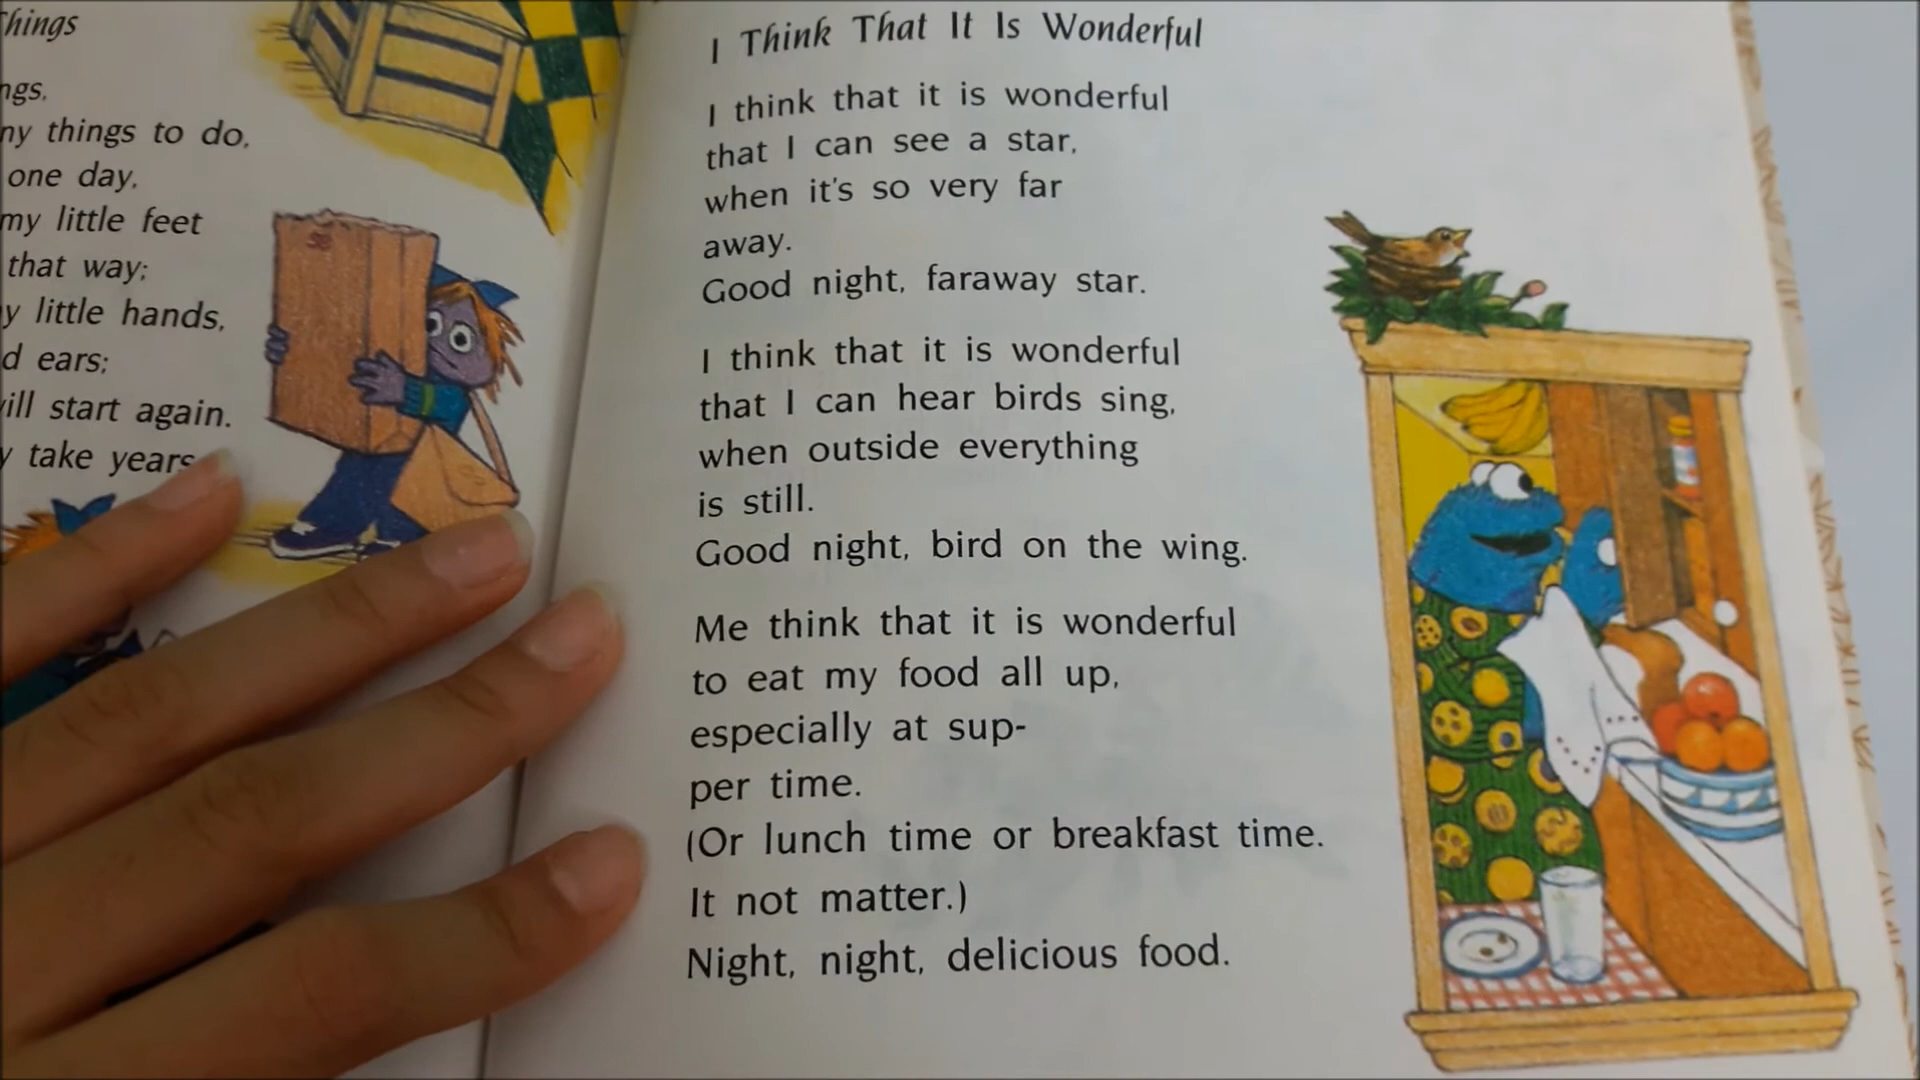 Things
ngs.
ny things to do,
one day,
my little feet
that way;
y little hands,
d ears;
ill start again.
y take years
I Think That It Is Wonderful
I think that it is wonderful
that I can see a star,
when it's so very far
away.
Good night, faraway star.
I think that it is wonderful
that I can hear birds sing,
when outside everything
is still.
Good night, bird on the wing.
Me think that it is wonderful
to eat my food all up,
especially at sup-
per time.
(Or lunch time or breakfast time.
It not matter.)
Night, night, delicious food.